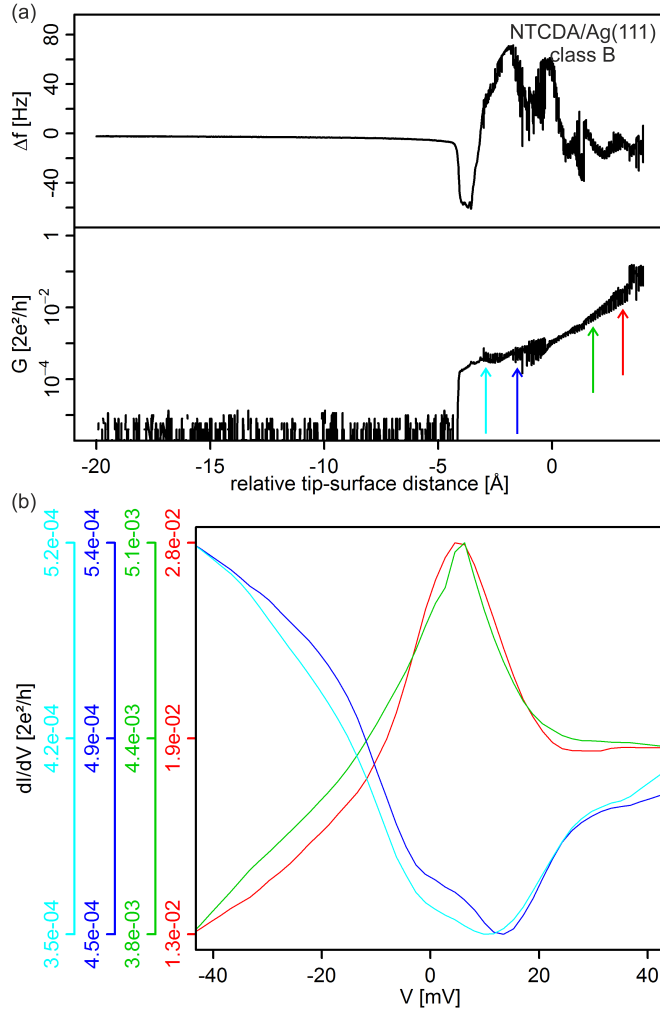 (a)
NTCDA/Ag(111)
class B
Δf [Hz]
80
40
0
-40
G [2e²/h]
1
10⁻²
10⁻⁴
-20
-15
-10
-5
0
relative tip-surface distance [Å]
(b)
dI/dV [2e²/h]
5.2e-04
4.2e-04
3.5e-04
5.4e-04
4.9e-04
4.5e-04
5.1e-03
4.4e-03
3.8e-03
2.8e-02
1.9e-02
1.3e-02
-40
-20
0
20
40
V [mV]